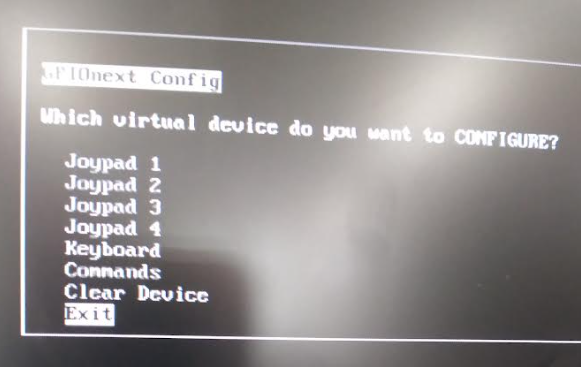 GPIOnext Config
Which virtual device do you want to CONFIGURE?
Joypad 1
Joypad 2
Joypad 3
Joypad 4
Keyboard
Commands
Clear Device
Exit